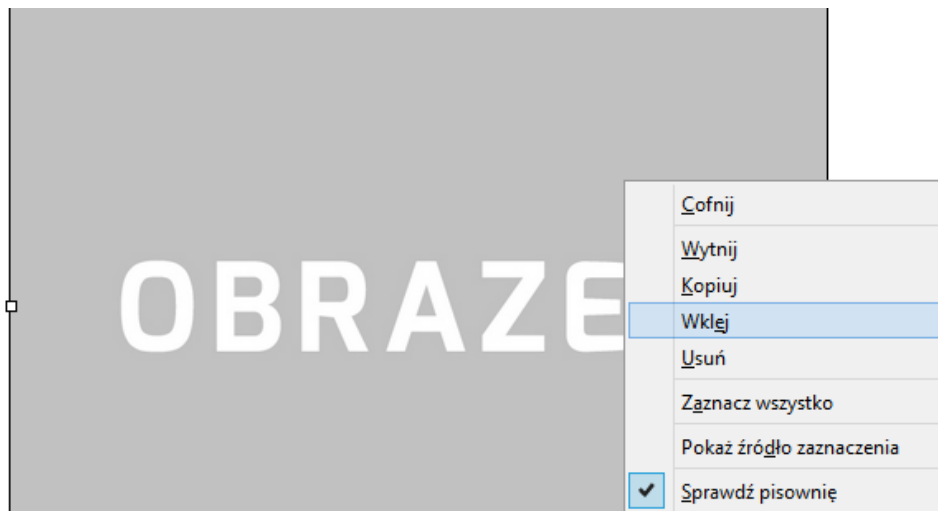 OBRAZE
Cofnij
Wytnij
Kopiuj
Wklej
Usuń
Zaznacz wszystko
Pokaż źródło zaznaczenia
Sprawdź pisownię